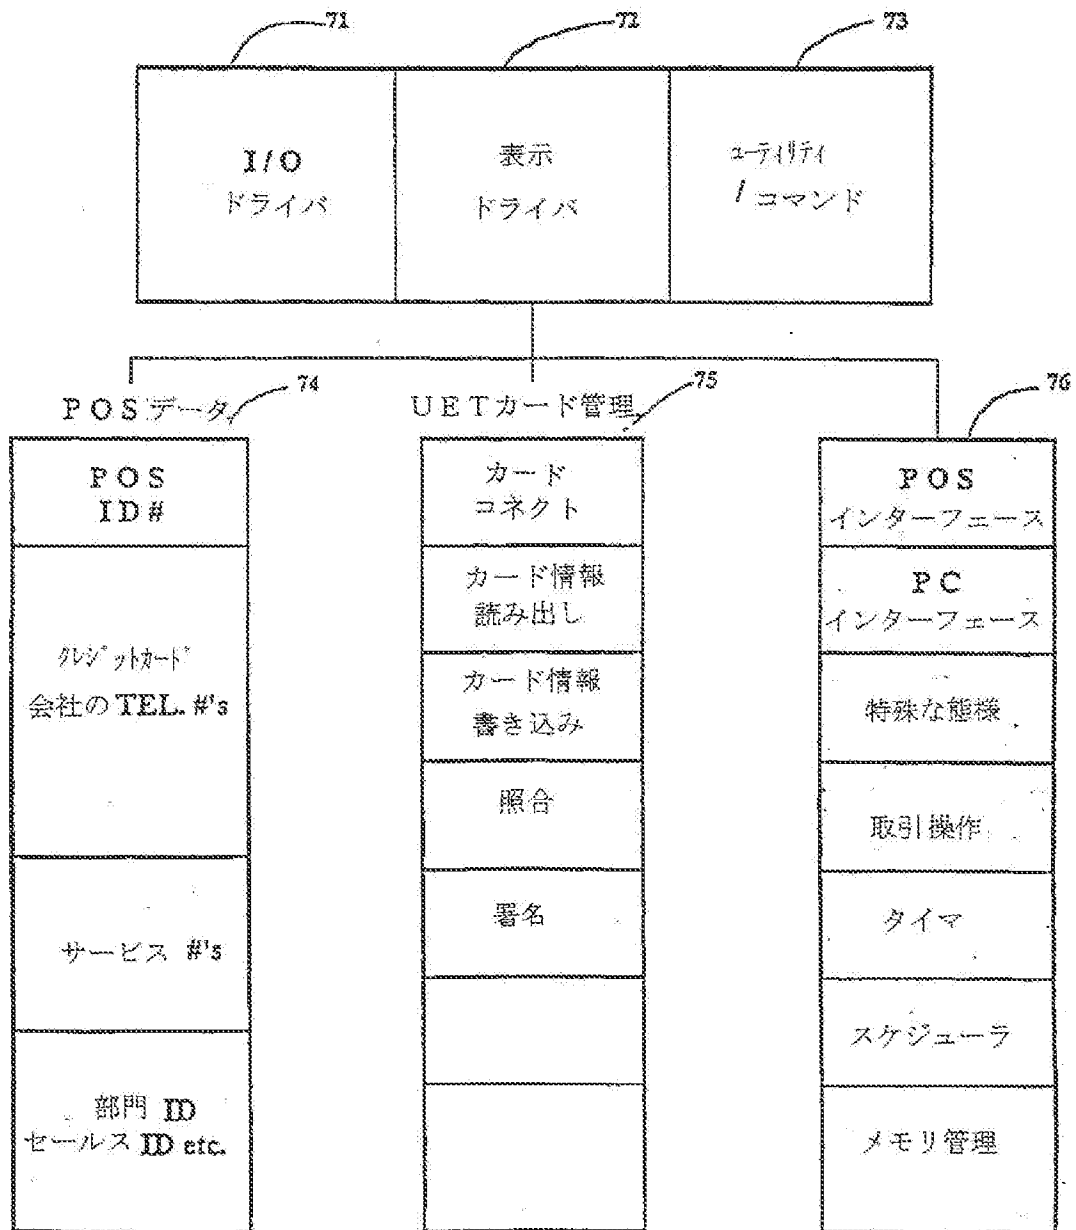 71
72
73
I/O
ドライバ
表示
ドライバ
ユーティリティ
/ コマンド
POSデータ
74
UETカード管理
75
76
POS
ID#
クレジットカード
会社のTEL. #'s
サービス #'s
部門 ID
セールス ID etc.
カード
コネクト
カード情報
読み出し
カード情報
書き込み
照合
署名
POS
インターフェース
PC
インターフェース
特殊な態様
取引操作
タイマ
スケジューラ
メモリ管理